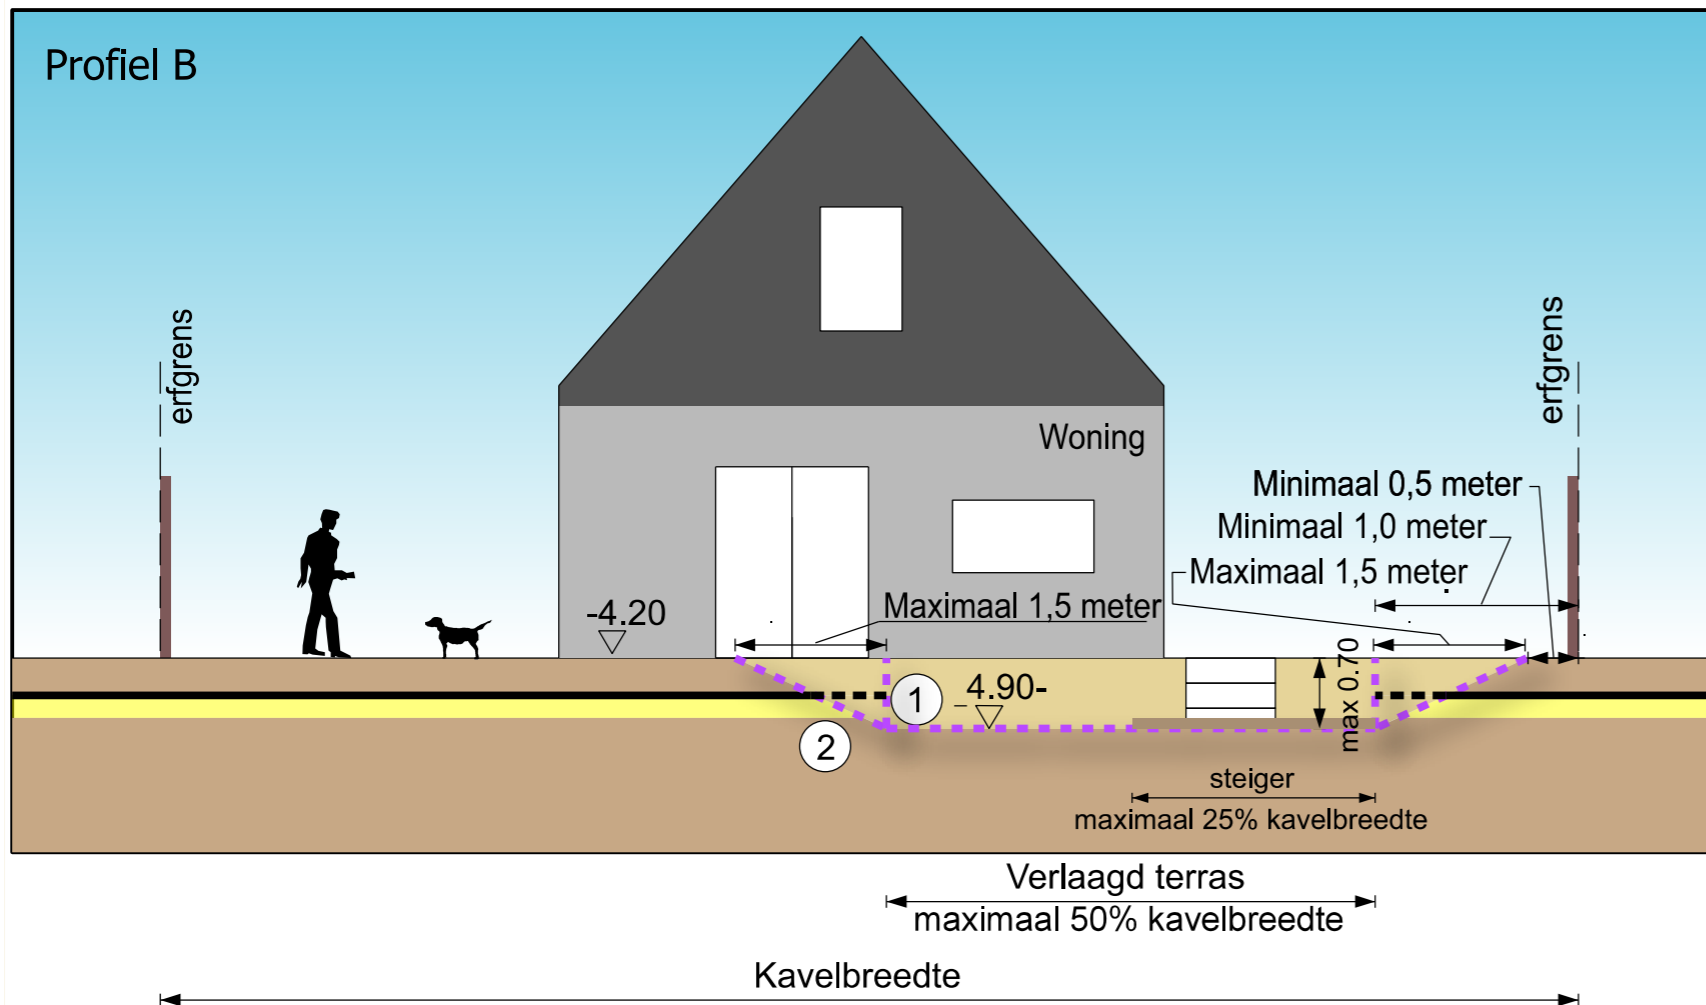 Profiel B
erfgrens
erfgrens
Woning
Minimaal 0,5 meter
Minimaal 1,0 meter
Maximaal 1,5 meter
Maximaal 1,5 meter
-4.20
1
4.90-
max 0.70
2
steiger
maximaal 25% kavelbreedte
Verlaagd terras
maximaal 50% kavelbreedte
Kavelbreedte